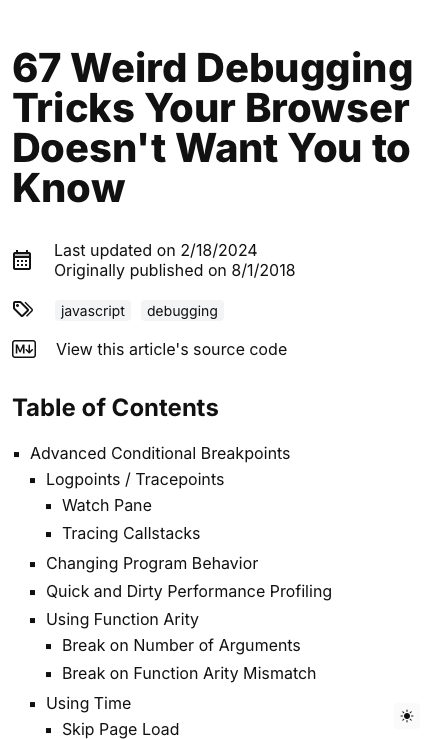 67 Weird Debugging
Tricks Your Browser
Doesn't Want You to
Know
Last updated on 2/18/2024
Originally published on 8/1/2018
javascript debugging
M View this article's source code
Table of Contents
Advanced Conditional Breakpoints
Logpoints / Tracepoints
Watch Pane
Tracing Callstacks
Changing Program Behavior
Quick and Dirty Performance Profiling
Using Function Arity
Break on Number of Arguments
Break on Function Arity Mismatch
Using Time
Skip Page Load